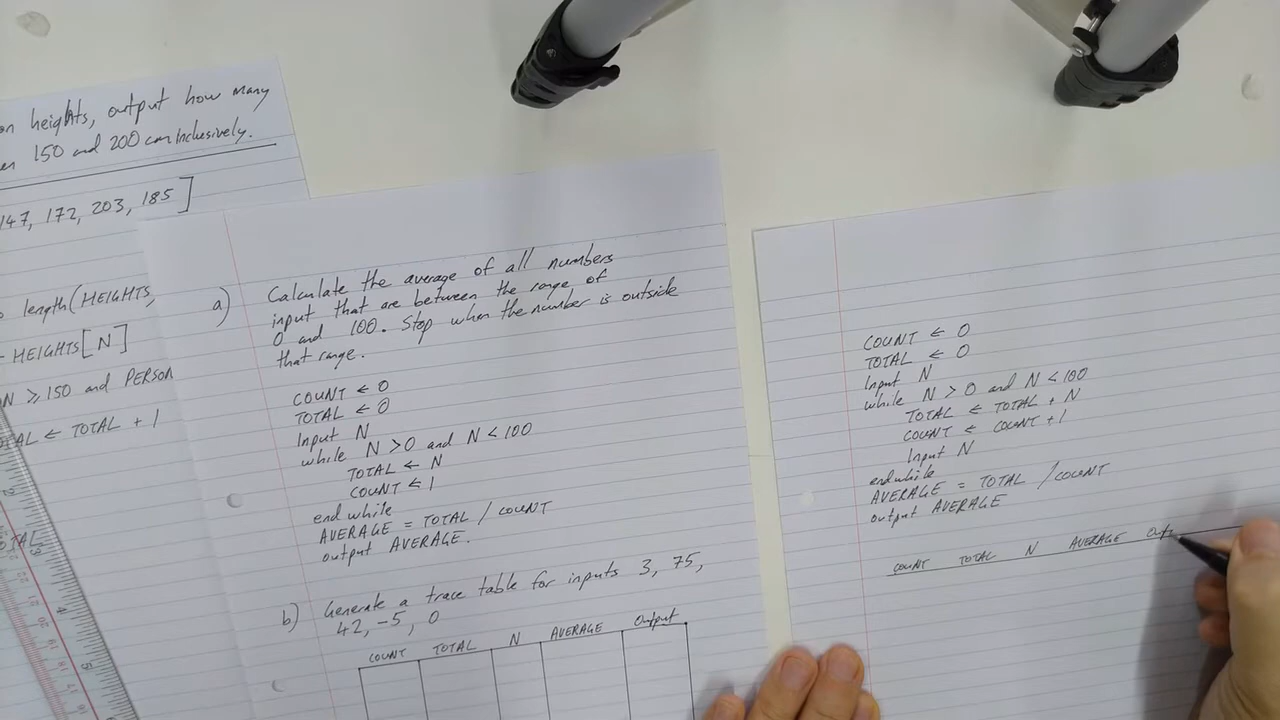 on heights, output how many
en 150 and 200 cm inclusively.
147, 172, 203, 185 ]
length(HEIGHTS,
HEIGHTS[N]
N ≥ 150 and PERSON
TOTAL ← TOTAL + 1
a) Calculate the average of all numbers
input that are between the range of
0 and 100. Stop when the number is outside
that range.
COUNT ← 0
TOTAL ← 0
Input N
while N > 0 and N < 100
TOTAL ← N
COUNT ← 1
end while
AVERAGE = TOTAL / COUNT
output AVERAGE.
b) Generate a trace table for inputs 3, 75,
42, -5, 0
COUNT TOTAL N AVERAGE Output
COUNT ← 0
TOTAL ← 0
Input N
while N > 0 and N < 100
TOTAL ← TOTAL + N
COUNT ← COUNT + 1
Input N
endwhile
AVERAGE = TOTAL / COUNT
output AVERAGE
COUNT TOTAL N AVERAGE Outp